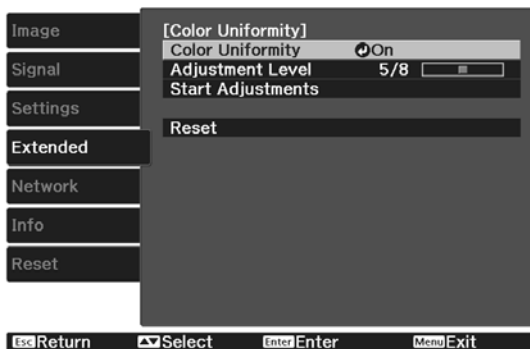 Image
Signal
Settings
Extended
Network
Info
Reset
[Color Uniformity]
Color Uniformity On
Adjustment Level 5/8
Start Adjustments
Reset
Esc Return Select Enter Enter Menu Exit